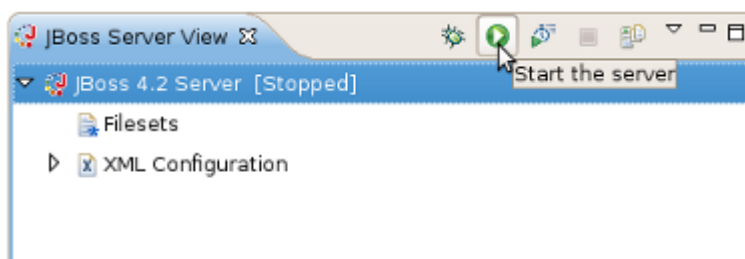 JBoss Server View
Start the server
JBoss 4.2 Server [Stopped]
Filesets
XML Configuration